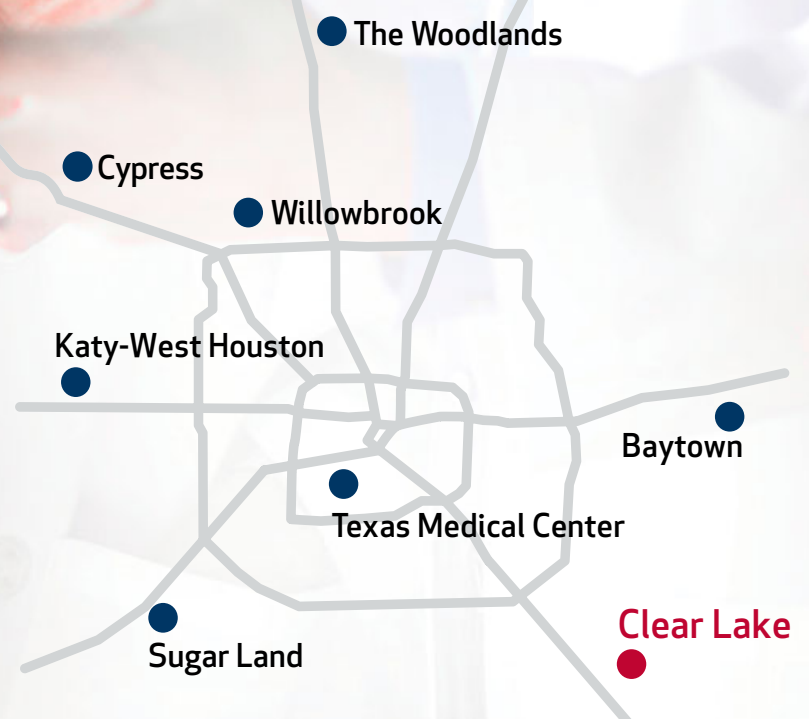 The Woodlands
Cypress
Willowbrook
Katy-West Houston
Baytown
Texas Medical Center
Clear Lake
Sugar Land